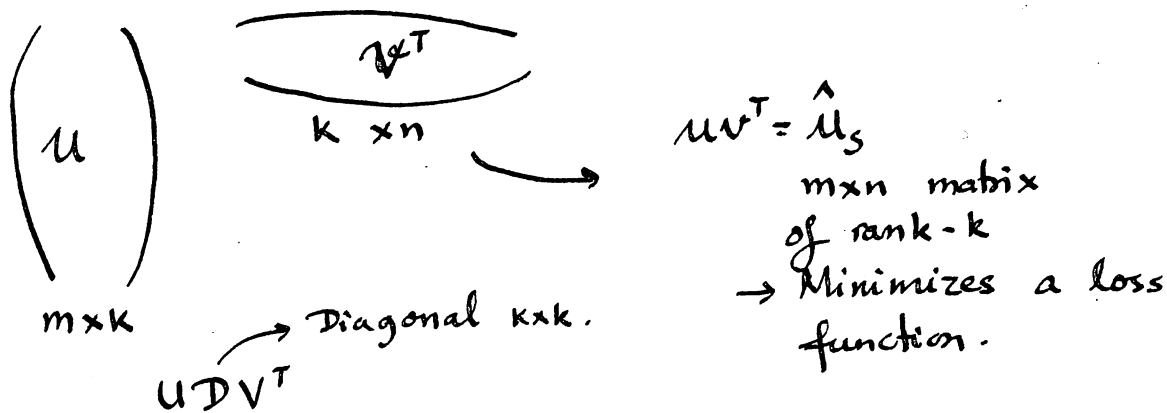 U
m×k
V^T
k ×n
uv^T = û_s
m×n matrix
of rank-k
→ Minimizes a loss
function.
→ Diagonal k×k.
UDV^T